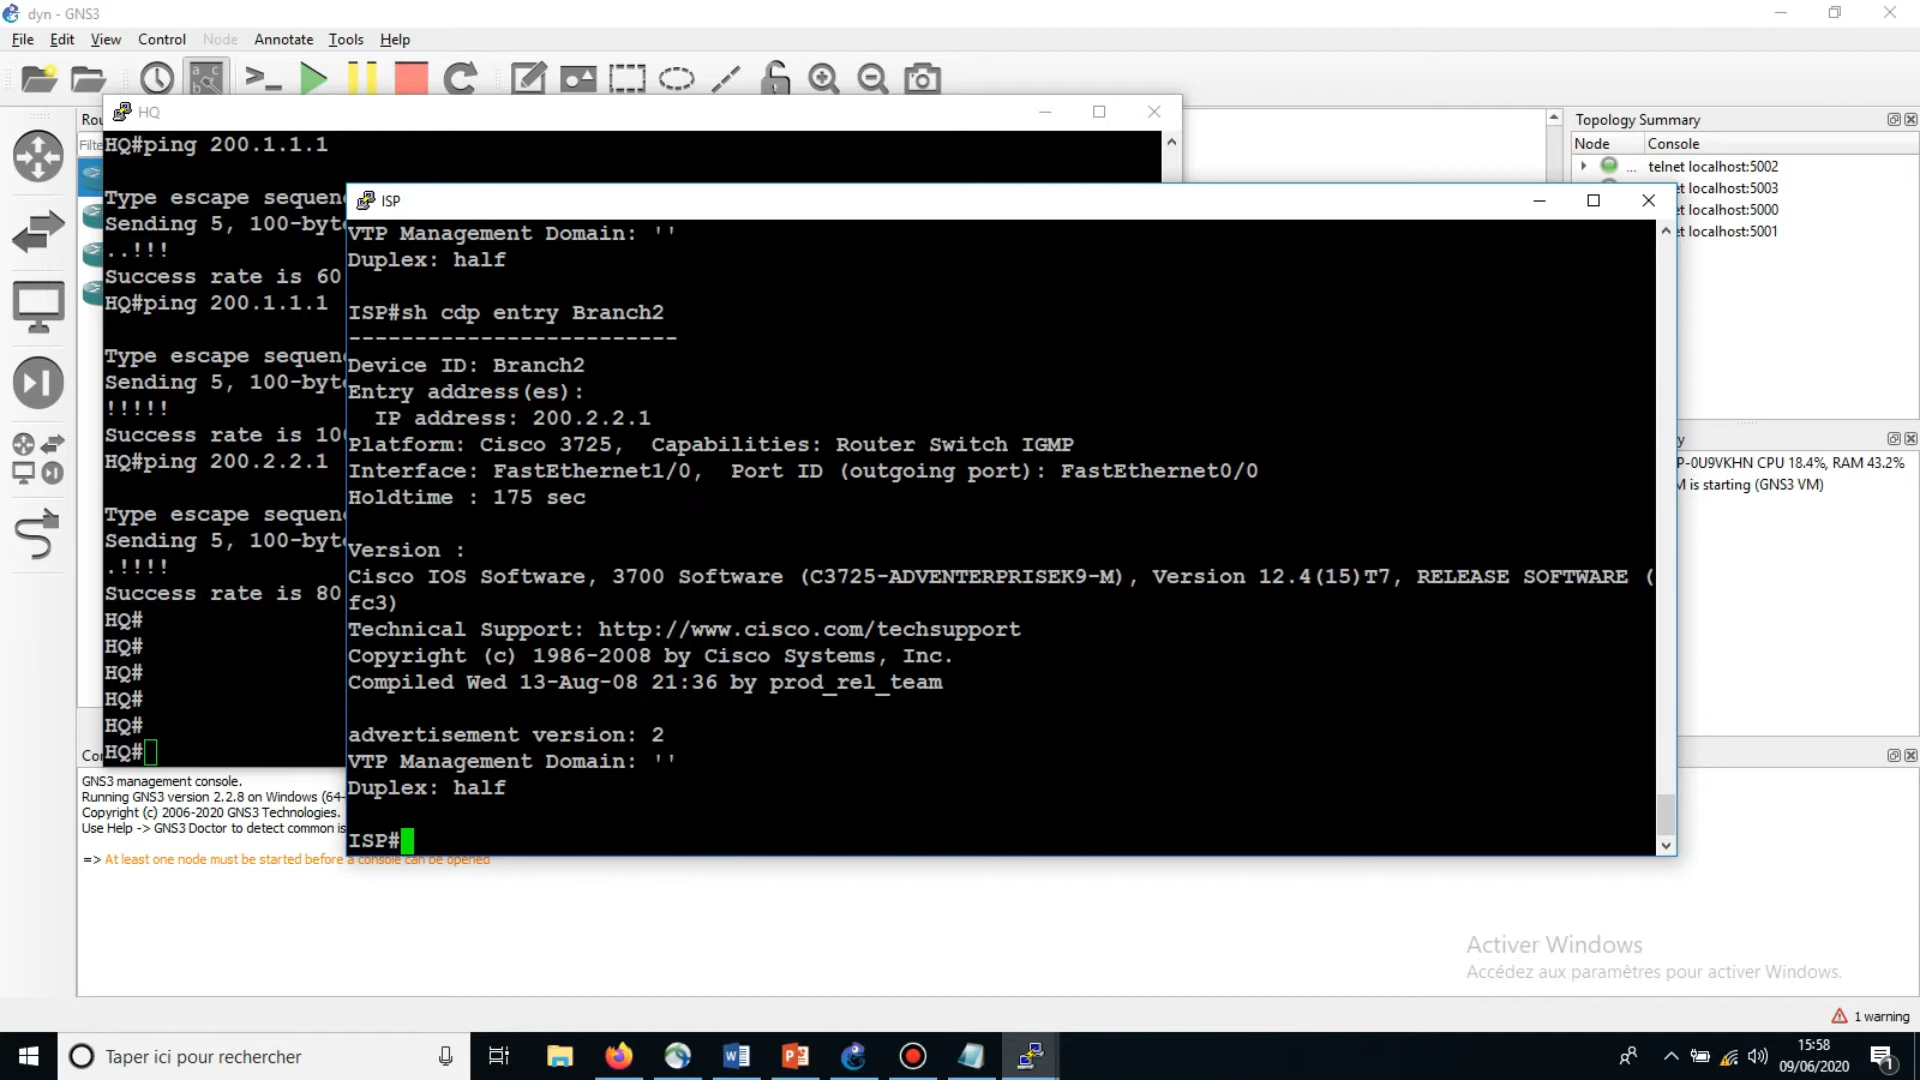 dyn - GNS3
File Edit View Control Node Annotate Tools Help
HQ
HQ#ping 200.1.1.1
Type escape sequen
Sending 5, 100-byt
..!!!
Success rate is 60
HQ#ping 200.1.1.1
Type escape sequen
Sending 5, 100-byt
!!!!!
Success rate is 10
HQ#ping 200.2.2.1
Type escape sequen
Sending 5, 100-byt
.!!!!
Success rate is 80
HQ#
HQ#
HQ#
HQ#
HQ#
HQ#
ISP
VTP Management Domain: ''
Duplex: half
ISP#sh cdp entry Branch2
-------------------------
Device ID: Branch2
Entry address(es):
IP address: 200.2.2.1
Platform: Cisco 3725,  Capabilities: Router Switch IGMP
Interface: FastEthernet1/0,  Port ID (outgoing port): FastEthernet0/0
Holdtime : 175 sec
Version :
Cisco IOS Software, 3700 Software (C3725-ADVENTERPRISEK9-M), Version 12.4(15)T7, RELEASE SOFTWARE (
fc3)
Technical Support: http://www.cisco.com/techsupport
Copyright (c) 1986-2008 by Cisco Systems, Inc.
Compiled Wed 13-Aug-08 21:36 by prod_rel_team
advertisement version: 2
VTP Management Domain: ''
Duplex: half
ISP#
Topology Summary
Node Console
... telnet localhost:5002
et localhost:5003
et localhost:5000
et localhost:5001
P-0U9VKHN CPU 18.4%, RAM 43.2%
M is starting (GNS3 VM)
GNS3 management console.
Running GNS3 version 2.2.8 on Windows (64-
Copyright (c) 2006-2020 GNS3 Technologies.
Use Help -> GNS3 Doctor to detect common is
=> At least one node must be started before a console can be opened
Activer Windows
Accédez aux paramètres pour activer Windows.
1 warning
Taper ici pour rechercher
15:58
09/06/2020
1